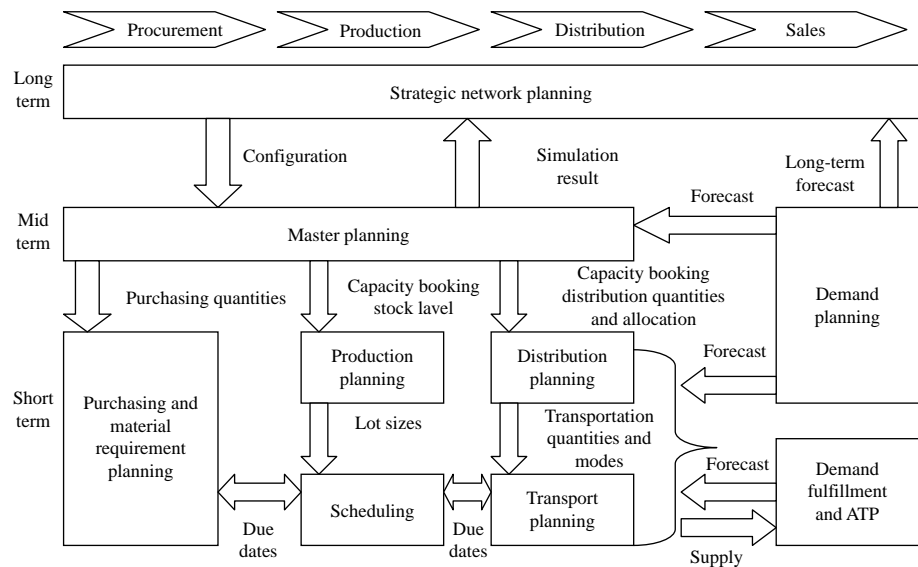 Procurement
Production
Distribution
Sales
Long
term
Strategic network planning
Configuration
Simulation
result
Long-term
forecast
Mid
term
Master planning
Forecast
Demand
planning
Purchasing quantities
Capacity booking
stock lavel
Capacity booking
distribution quantities
and allocation
Short
term
Purchasing and
material
requirement
planning
Production
planning
Distribution
planning
Forecast
Lot sizes
Transportation
quantities and
modes
Scheduling
Transport
planning
Forecast
Demand
fulfillment
and ATP
Due
dates
Due
dates
Supply